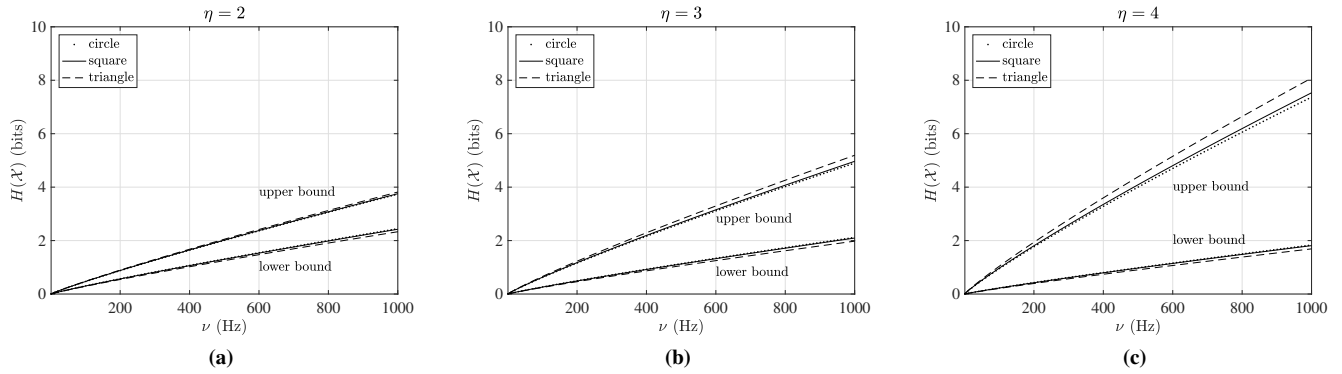 η = 2
10
8
6
4
2
0
H(𝒳) (bits)
circle
square
triangle
upper bound
lower bound
200
400
600
800
1000
ν (Hz)
(a)
η = 3
10
8
6
4
2
0
H(𝒳) (bits)
circle
square
triangle
upper bound
lower bound
200
400
600
800
1000
ν (Hz)
(b)
η = 4
10
8
6
4
2
0
H(𝒳) (bits)
circle
square
triangle
upper bound
lower bound
200
400
600
800
1000
ν (Hz)
(c)